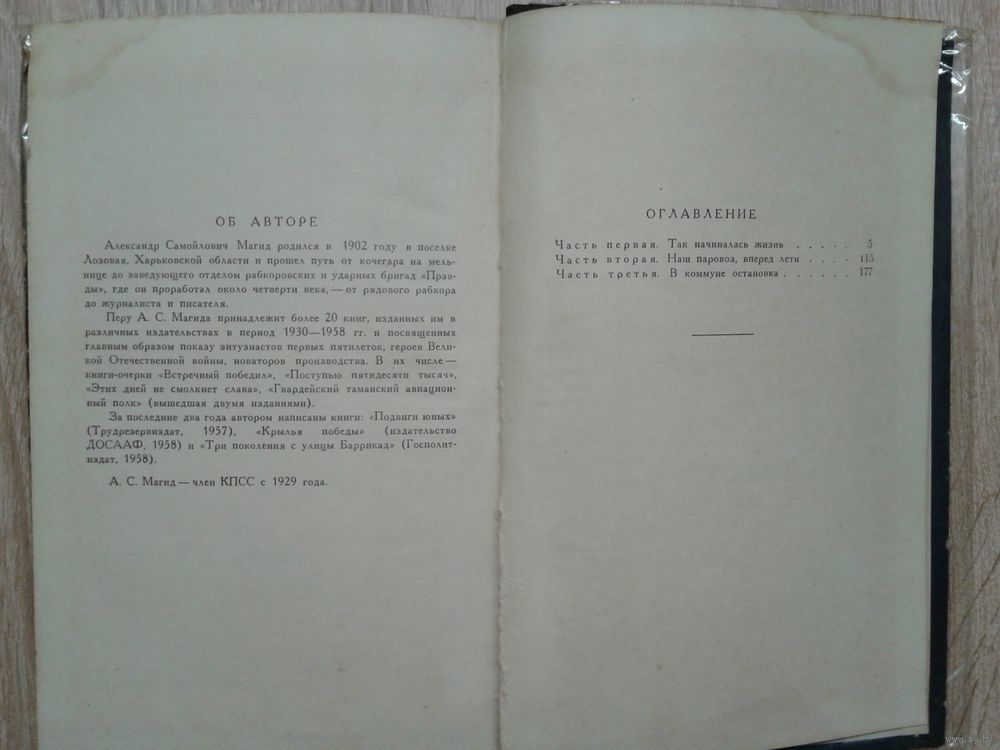 ОБ АВТОРЕ
Александр Самойлович Магид родился в 1902 году в поселке
Лозовая, Харьковской области и прошел путь от кочегара на мель-
нице до заведующего отделом рабкоровских и ударных бригад «Прав-
ды», где он проработал около четверти века, — от рядового рабкора
до журналиста и писателя.
Перу А. С. Магида принадлежит более 20 книг, изданных им в
различных издательствах в период 1930—1958 гг. и посвященных
главным образом показу энтузнастов первых пятилеток, героев Вели-
кой Отечественной войны, новаторов производства. В их числе —
книги-очерки «Встречный победил», «Поступью пятидесяти тысяч»,
«Этих дней не смолкнет слава», «Гвардейский таманский авиацион-
ный полк» (вышедшая двумя изданиями).
За последние два года автором написаны книги: «Подвиги юных»
(Трудрезервиздат, 1957), «Крылья победы» (издательство
ДОСААФ, 1958) и «Три поколения с улицы Баррикад» (Госполит-
издат, 1958).
А. С. Магид — член КПСС с 1929 года.
ОГЛАВЛЕНИЕ
Часть первая. Так начиналась жизнь . . . . . 5
Часть вторая. Наш паровоз, вперед лети . . . . 115
Часть третья. В коммуне остановка . . . . . . 177
www.ay.by